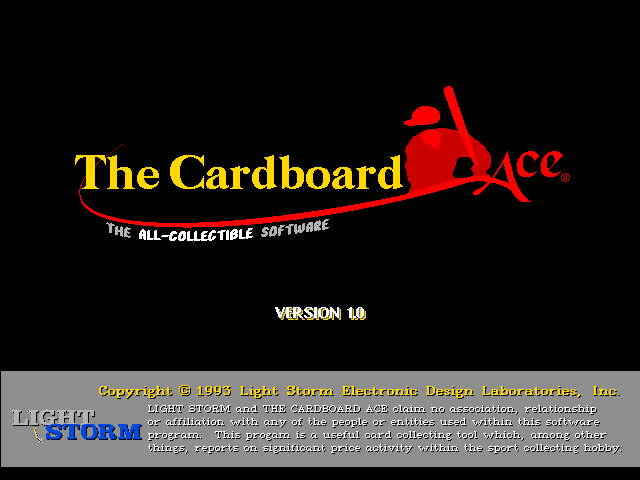 The Cardboard Ace®
THE ALL-COLLECTIBLE SOFTWARE
VERSION 1.0
Copyright © 1993 Light Storm Electronic Design Laboratories, Inc.
LIGHT STORM
LIGHT STORM and THE CARDBOARD ACE claim no association, relationship
or affiliation with any of the people or entities used within this software
program. This progam is a useful card collecting tool which, among other
things, reports on significant price activity within the sport collecting hobby.